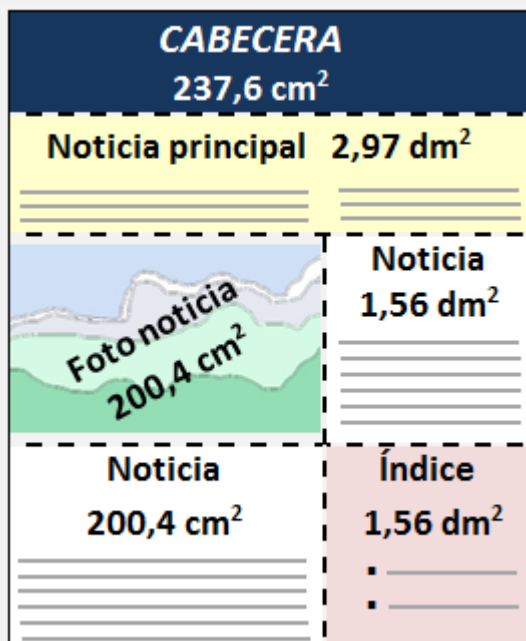 CABECERA
237,6 cm²
Noticia principal 2,97 dm²
Foto noticia
200,4 cm²
Noticia
1,56 dm²
Noticia
200,4 cm²
Índice
1,56 dm²